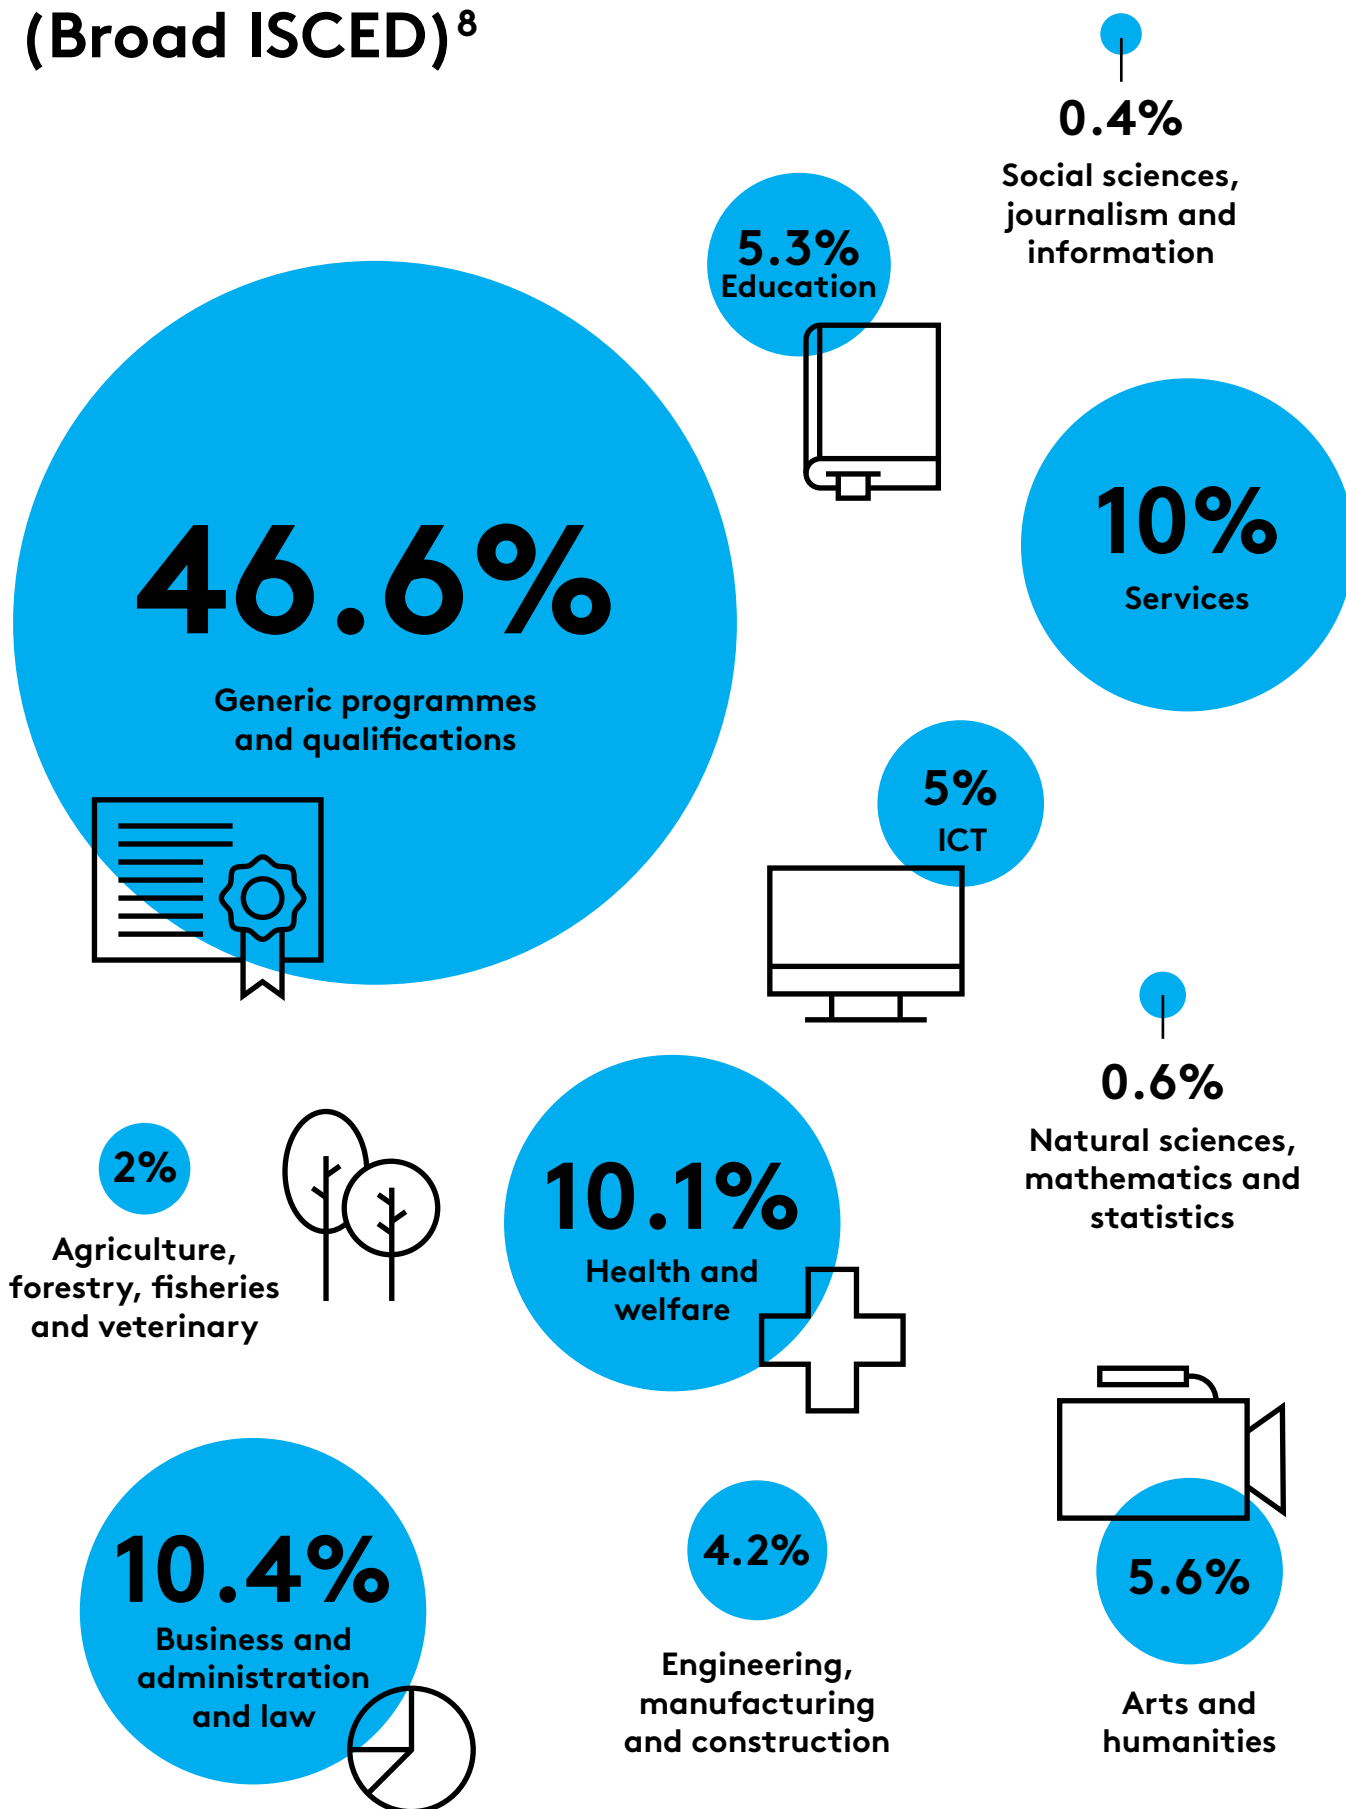 (Broad ISCED)⁸
0.4%
Social sciences,
journalism and
information
5.3%
Education
46.6%
Generic programmes
and qualifications
10%
Services
5%
ICT
0.6%
Natural sciences,
mathematics and
statistics
2%
Agriculture,
forestry, fisheries
and veterinary
10.1%
Health and
welfare
10.4%
Business and
administration
and law
4.2%
Engineering,
manufacturing
and construction
5.6%
Arts and
humanities